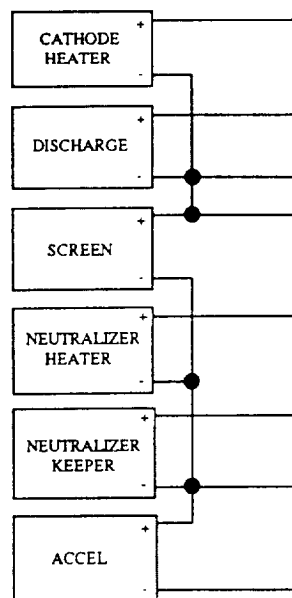 +
CATHODE
HEATER
-
+
DISCHARGE
-
+
SCREEN
-
+
NEUTRALIZER
HEATER
-
+
NEUTRALIZER
KEEPER
-
+
ACCEL
-